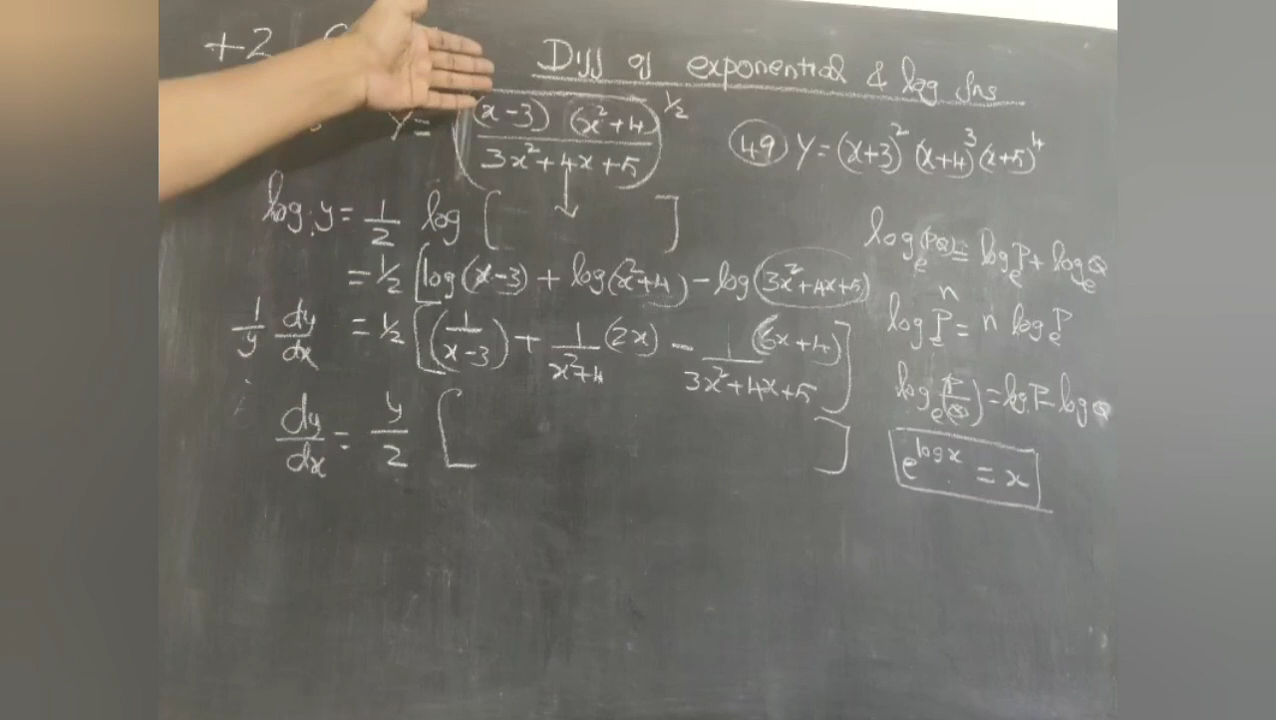 +2
Diff of exponential & log fns
Y = √((x-3) (x²+4) / (3x²+4x+5))^1/2
(49) Y = (x+3)² (x+4)³ (x+5)⁴
log y = 1/2 log [ ↓ ]
= 1/2 [log(x-3) + log(x²+4) - log(3x²+4x+5)
1/y dy/dx = 1/2 [(1/(x-3)) + 1/(x²+4) (2x) - 1/(3x²+4x+5) (6x+4)]
dy/dx = y/2 [ ]
logₑ(PQ) = logₑP + logₑQ
logₑPⁿ = n logₑP
logₑ(P/Q) = log P - log Q
e^log x = x